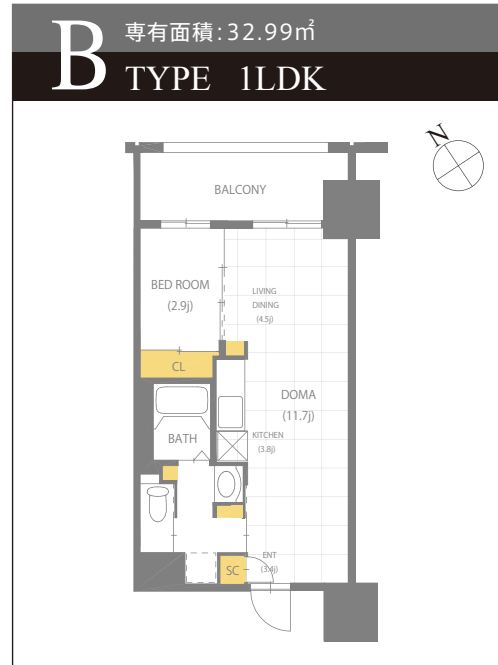 B
専有面積:32.99㎡
TYPE 1LDK
N
BALCONY
BED ROOM
(2.9j)
LIVING
DINING
(4.5j)
CL
DOMA
(11.7j)
BATH
KITCHEN
(3.8j)
ENT
(3.4j)
SC